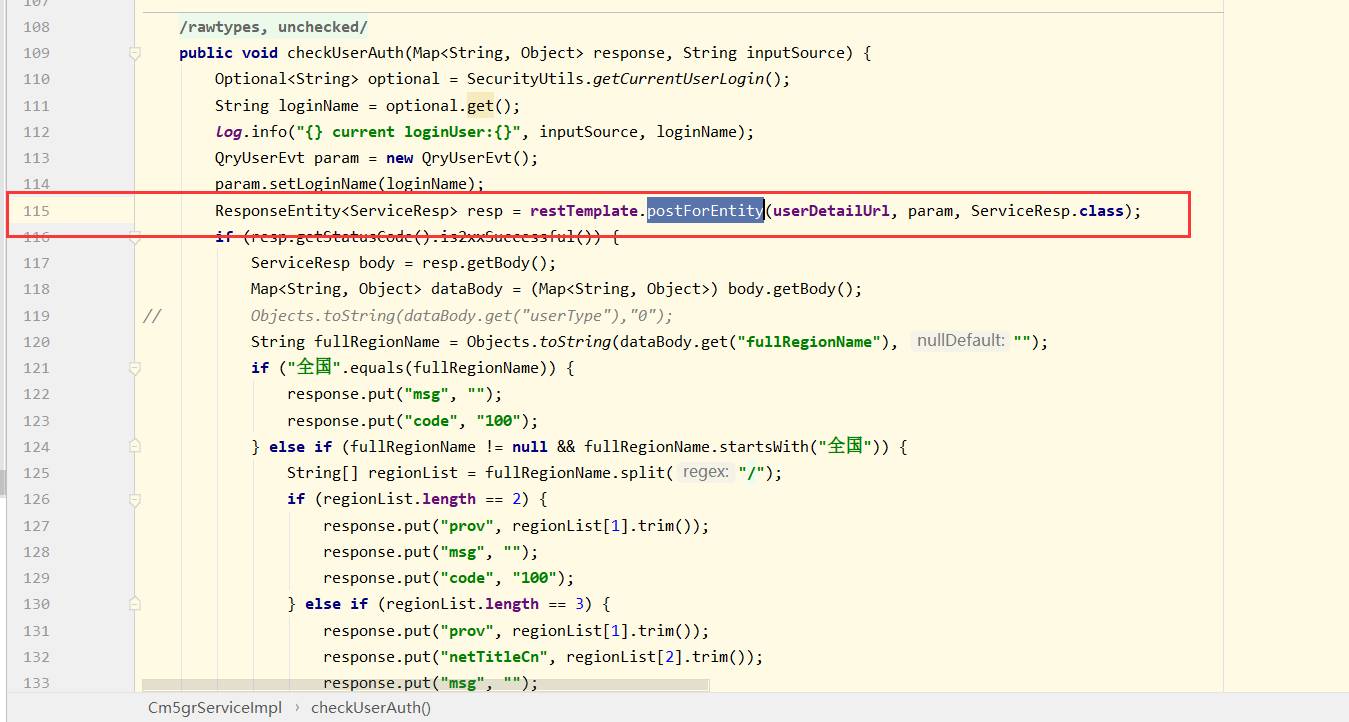 107
108 /rawtypes, unchecked/
109 public void checkUserAuth(Map<String, Object> response, String inputSource) {
110 Optional<String> optional = SecurityUtils.getCurrentUserLogin();
111 String loginName = optional.get();
112 log.info("{} current loginUser:{}", inputSource, loginName);
113 QryUserEvt param = new QryUserEvt();
114 param.setLoginName(loginName);
115 ResponseEntity<ServiceResp> resp = restTemplate.postForEntity(userDetailUrl, param, ServiceResp.class);
116 if (resp.getStatusCode().is2xxSuccessful()) {
117 ServiceResp body = resp.getBody();
118 Map<String, Object> dataBody = (Map<String, Object>) body.getBody();
119 // Objects.toString(dataBody.get("userType"),"0");
120 String fullRegionName = Objects.toString(dataBody.get("fullRegionName"), nullDefault: "");
121 if ("全国".equals(fullRegionName)) {
122 response.put("msg", "");
123 response.put("code", "100");
124 } else if (fullRegionName != null && fullRegionName.startsWith("全国")) {
125 String[] regionList = fullRegionName.split( regex: "/");
126 if (regionList.length == 2) {
127 response.put("prov", regionList[1].trim());
128 response.put("msg", "");
129 response.put("code", "100");
130 } else if (regionList.length == 3) {
131 response.put("prov", regionList[1].trim());
132 response.put("netTitleCn", regionList[2].trim());
133 response.put("msg", "");
Cm5grServiceImpl › checkUserAuth()